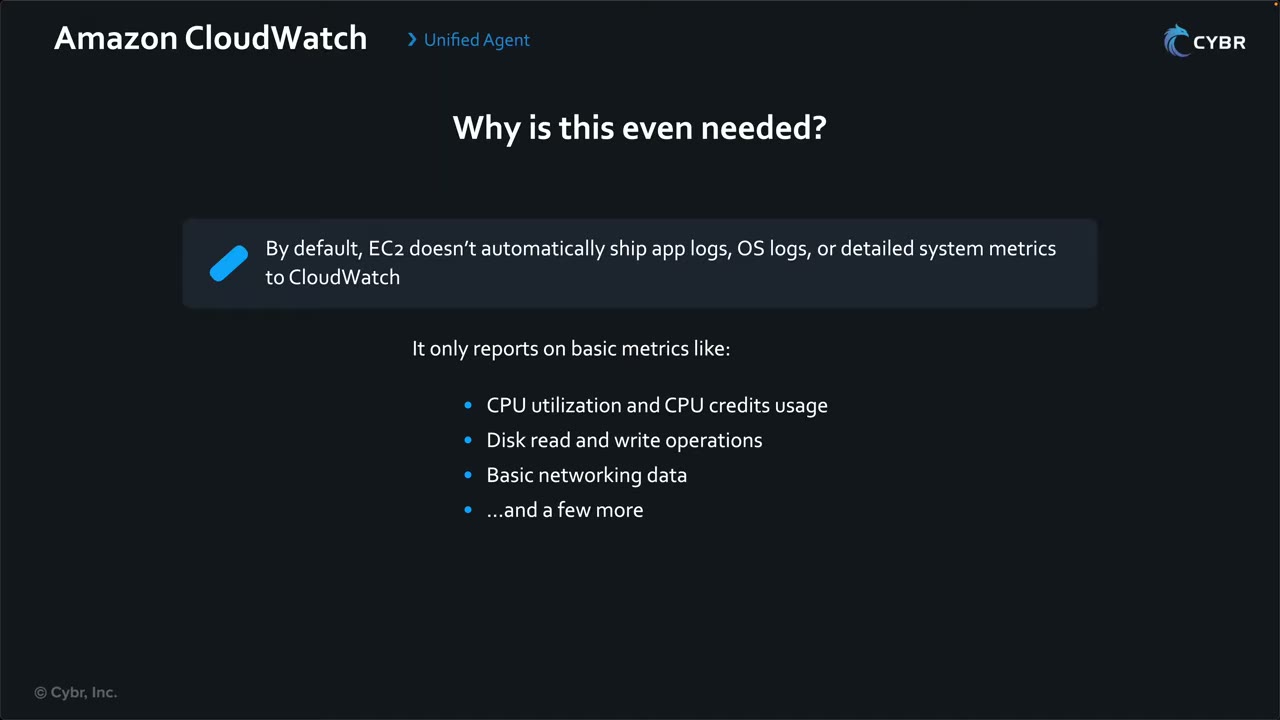 Amazon CloudWatch
❯ Unified Agent
CYBR
Why is this even needed?
By default, EC2 doesn’t automatically ship app logs, OS logs, or detailed system metrics
to CloudWatch
It only reports on basic metrics like:
• CPU utilization and CPU credits usage
• Disk read and write operations
• Basic networking data
• ...and a few more
© Cybr, Inc.